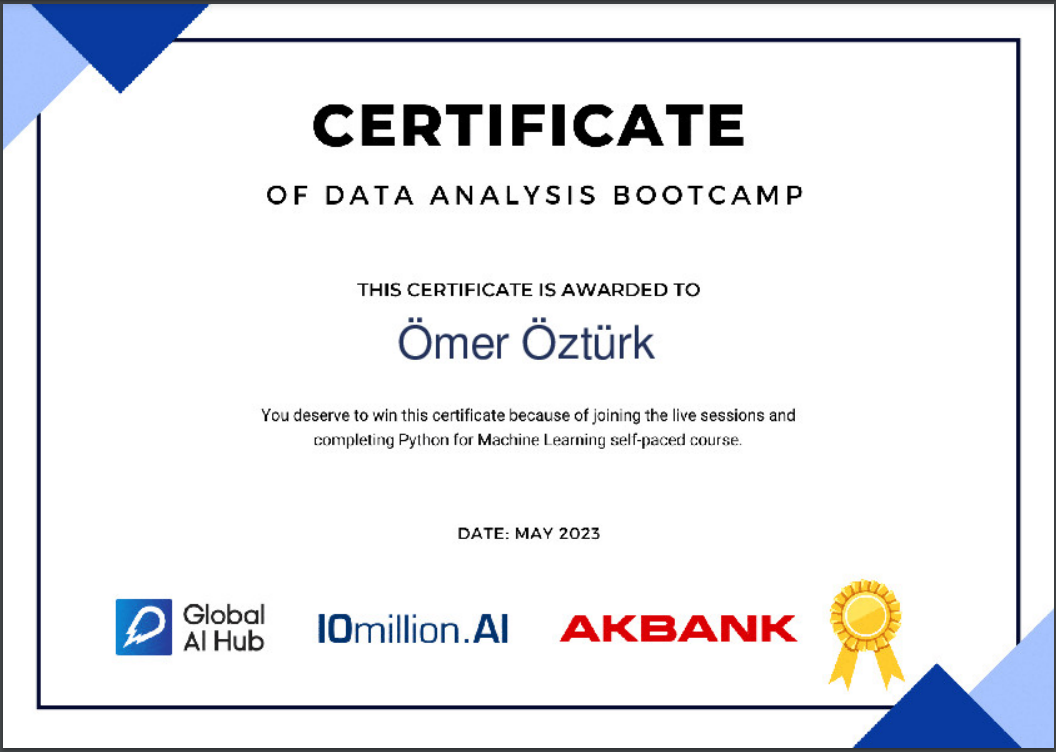 CERTIFICATE
OF DATA ANALYSIS BOOTCAMP
THIS CERTIFICATE IS AWARDED TO
Ömer Öztürk
You deserve to win this certificate because of joining the live sessions and
completing Python for Machine Learning self-paced course.
DATE: MAY 2023
Global
AI Hub
10million.AI
AKBANK